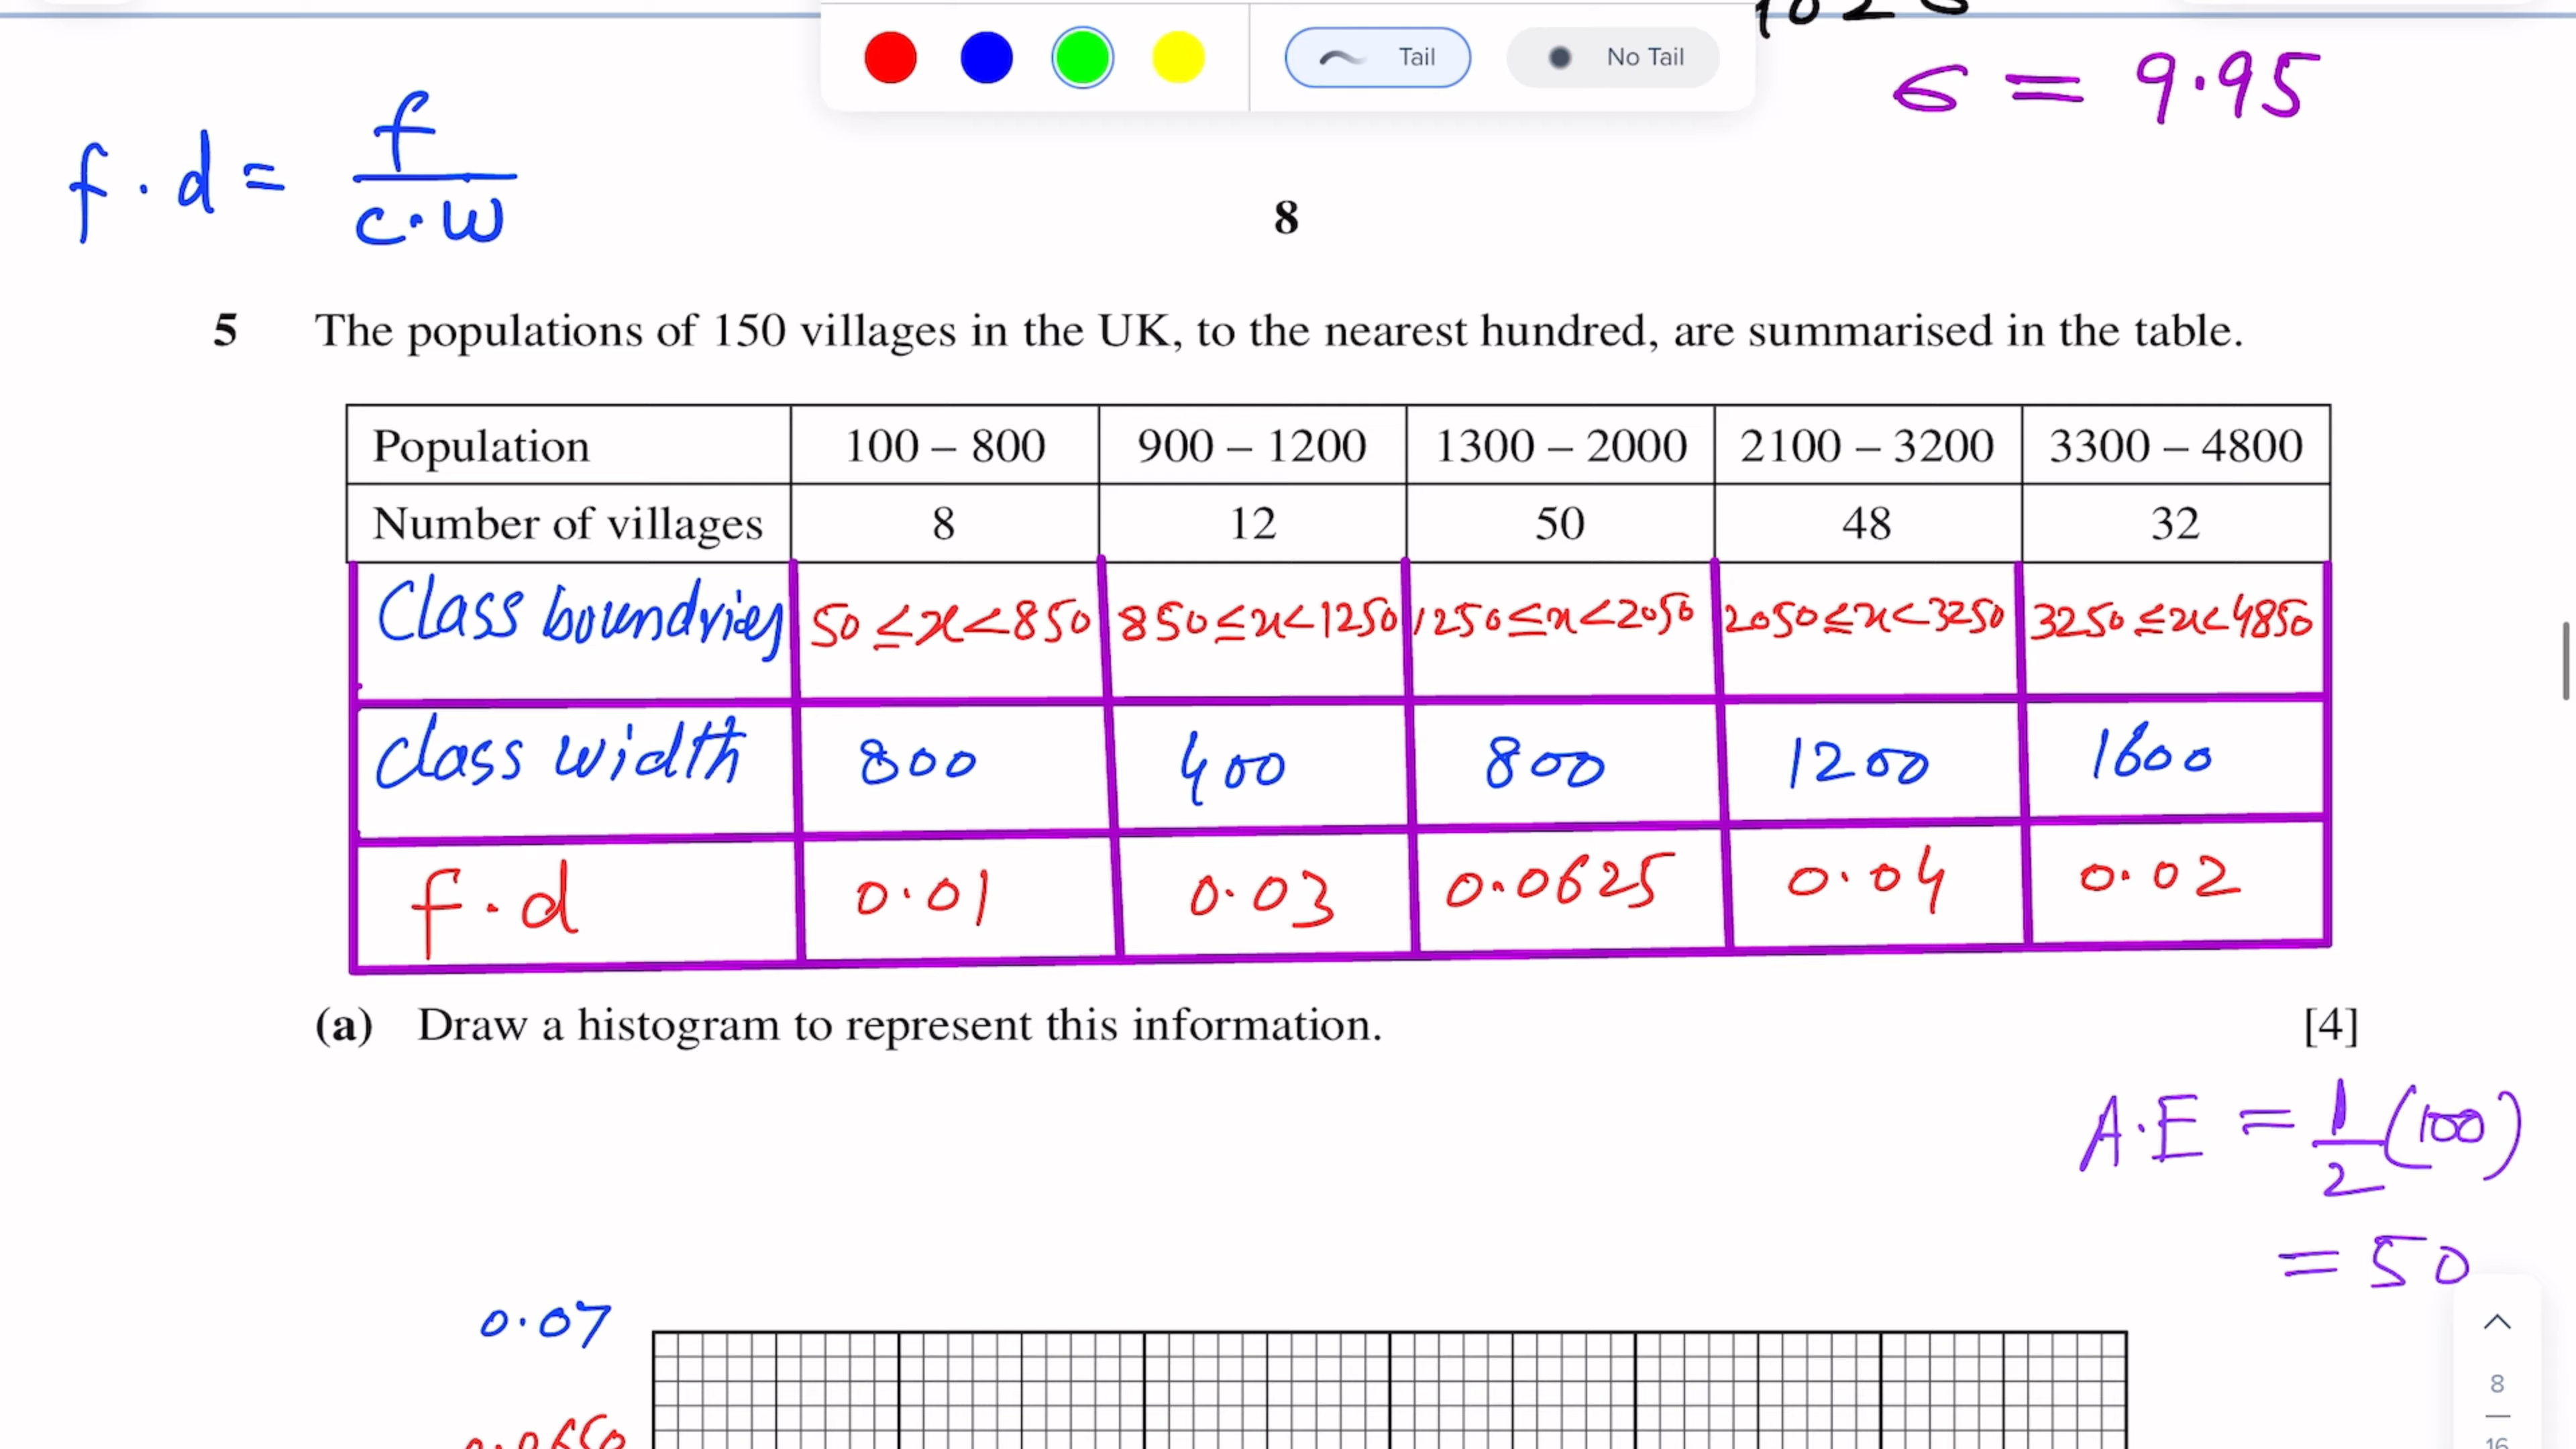 Tail No Tail
σ = 9.95
f.d = f / c.w
8
5 The populations of 150 villages in the UK, to the nearest hundred, are summarised in the table.
Population 100 – 800 900 – 1200 1300 – 2000 2100 – 3200 3300 – 4800
Number of villages 8 12 50 48 32
Class boundries 50 ≤ x < 850 850 ≤ x < 1250 1250 ≤ x < 2050 2050 ≤ x < 3250 3250 ≤ x < 4850
class width 800 400 800 1200 1600
f.d 0.01 0.03 0.0625 0.04 0.02
(a) Draw a histogram to represent this information. [4]
A.E = 1/2 (100)
= 50
0.07
8
16